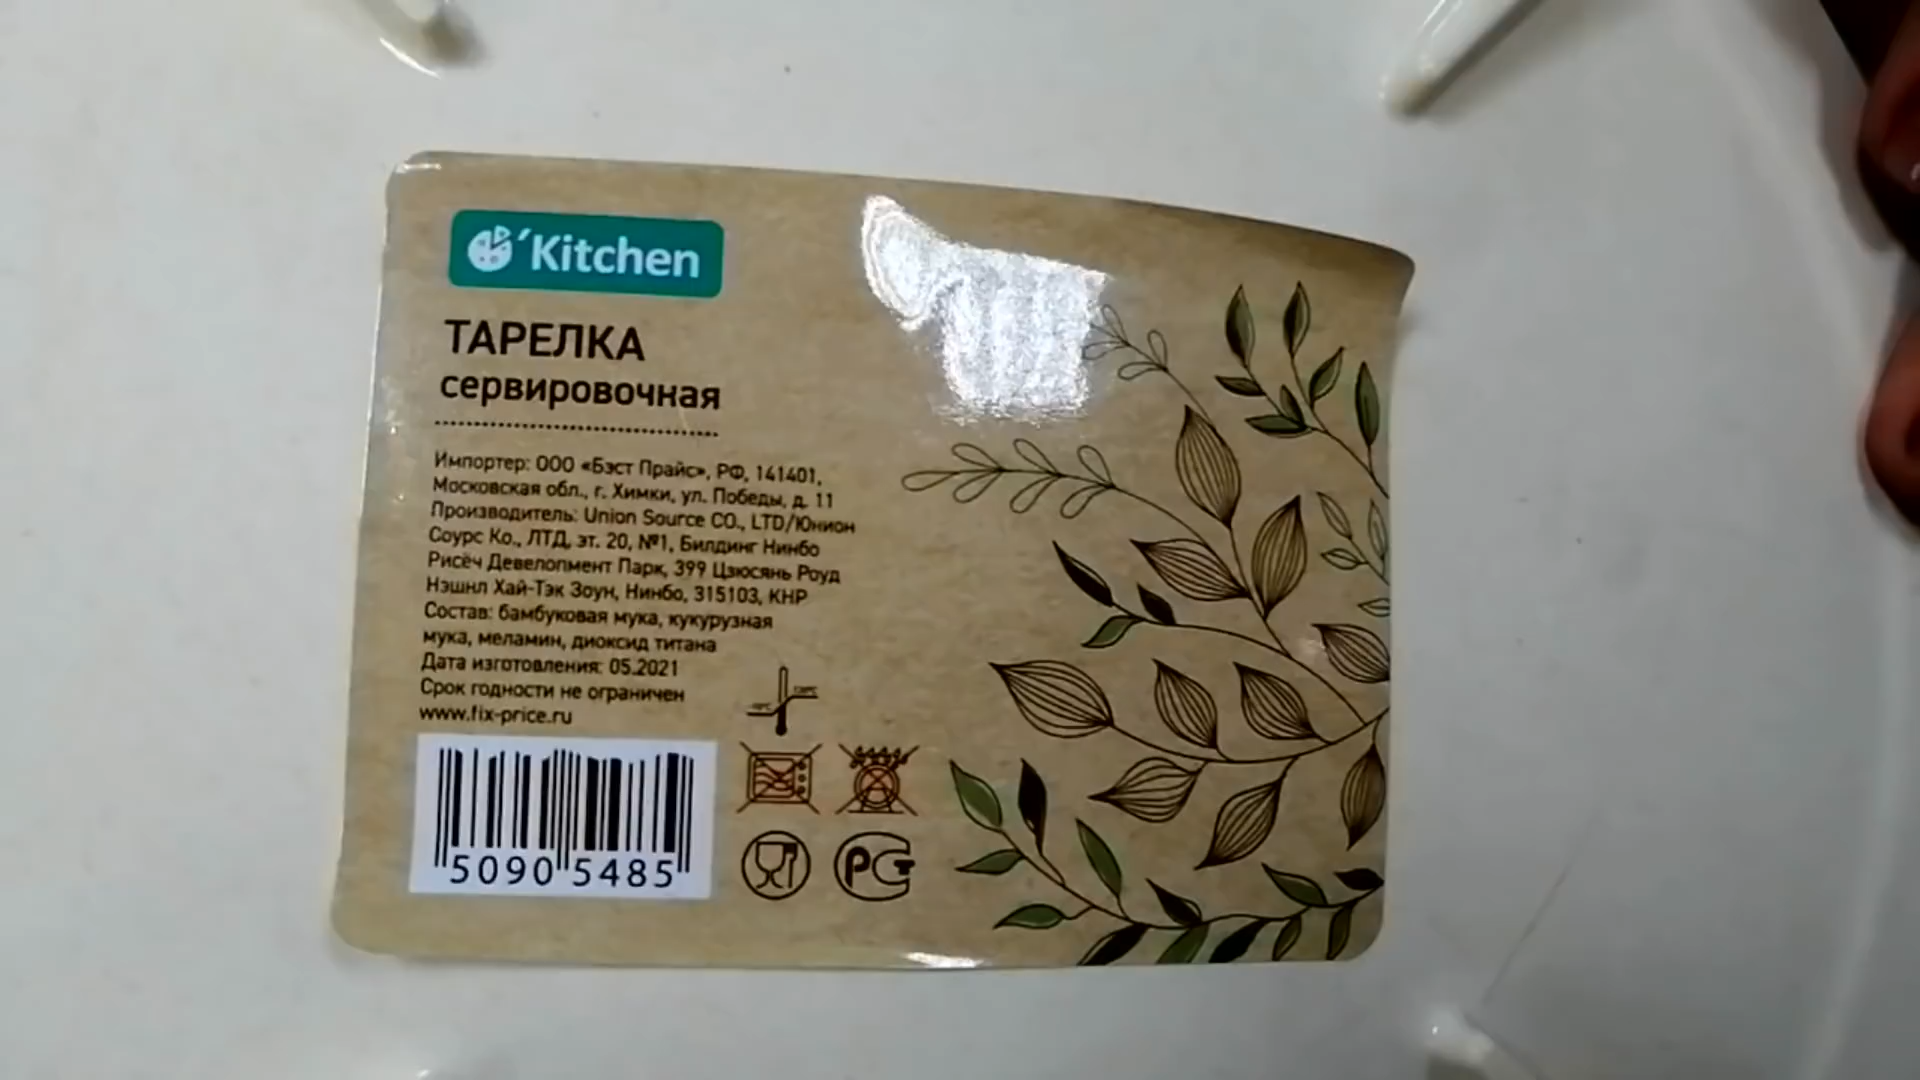 'Kitchen
ТАРЕЛКА
сервировочная
Импортер: ООО «Бэст Прайс», РФ, 141401,
Московская обл., г. Химки, ул. Победы, д. 11
Производитель: Union Source CO., LTD/Юнион
Соурс Ко., ЛТД, эт. 20, №1, Билдинг Нинбо
Рисёч Девелопмент Парк, 399 Цзюсянь Роуд
Нэшнл Хай-Тэк Зоун, Нинбо, 315103, КНР
Состав: бамбуковая мука, кукурузная
мука, меламин, диоксид титана
Дата изготовления: 05.2021
Срок годности не ограничен
www.fix-price.ru
5090 5485
РСТ